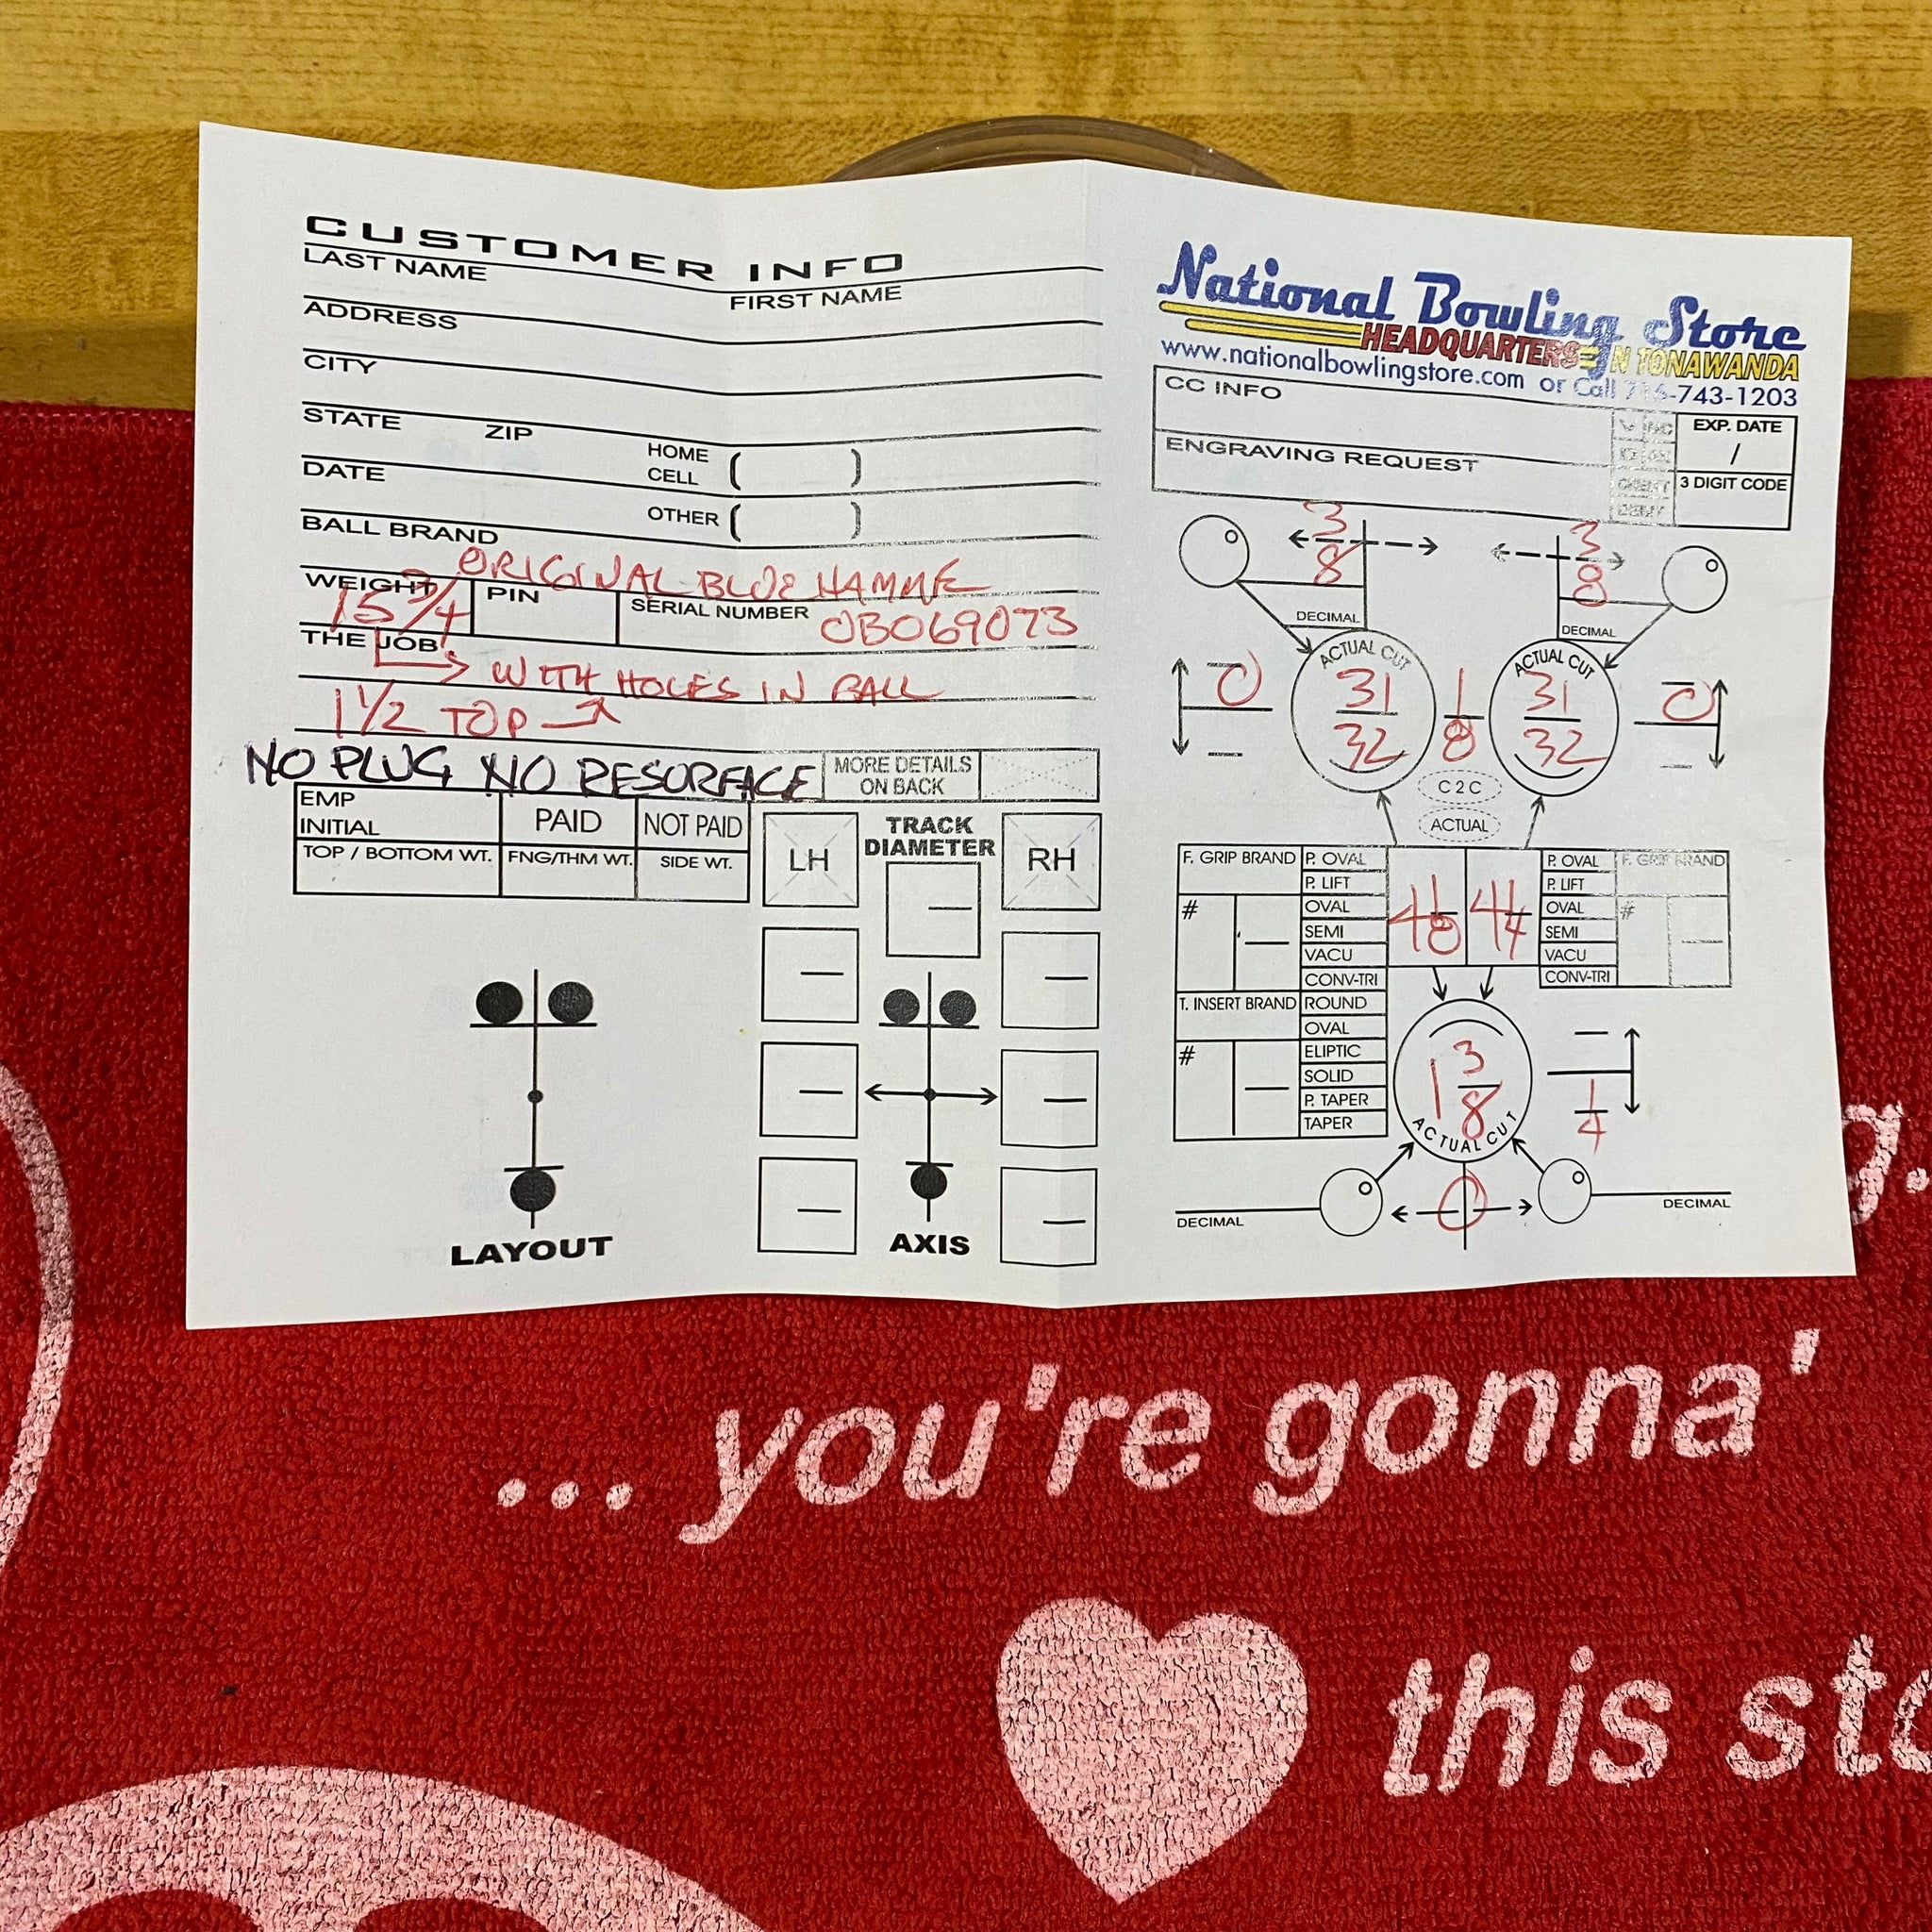 CUSTOMER INFO
LAST NAME FIRST NAME
ADDRESS
CITY
STATE ZIP HOME CELL ( )
DATE OTHER ( )
BALL BRAND ORIGINAL BLUE HAMME
WEIGHT 15 3/4 PIN SERIAL NUMBER OB069073
THE JOB WITH HOLES IN BALL
1 1/2 TOP
NO PLUG NO RESURFACE
MORE DETAILS ON BACK
EMP INITIAL PAID NOT PAID
TOP / BOTTOM WT. FNG/THM WT. SIDE WT.
LH TRACK DIAMETER RH
LAYOUT AXIS
National Bowling Store
HEADQUARTERS N TONAWANDA
www.nationalbowlingstore.com or Call 716-743-1203
CC INFO
EXP. DATE
/
ENGRAVING REQUEST
3 DIGIT CODE
3/8 3/8
DECIMAL DECIMAL
ACTUAL CUT ACTUAL CUT
0 31/32 1/8 31/32 0
C 2 C
ACTUAL
F. GRIP BRAND P. OVAL P. OVAL F. GRIP BRAND
P. LIFT P. LIFT
# OVAL 4 1/8 4 1/4 OVAL #
SEMI SEMI
VACU VACU
CONV-TRI CONV-TRI
T. INSERT BRAND ROUND
OVAL
# ELIPTIC
SOLID
P. TAPER
TAPER
1 3/8
1/4
ACTUAL CUT
DECIMAL 0 DECIMAL
g.
... you're gonna'
this sto